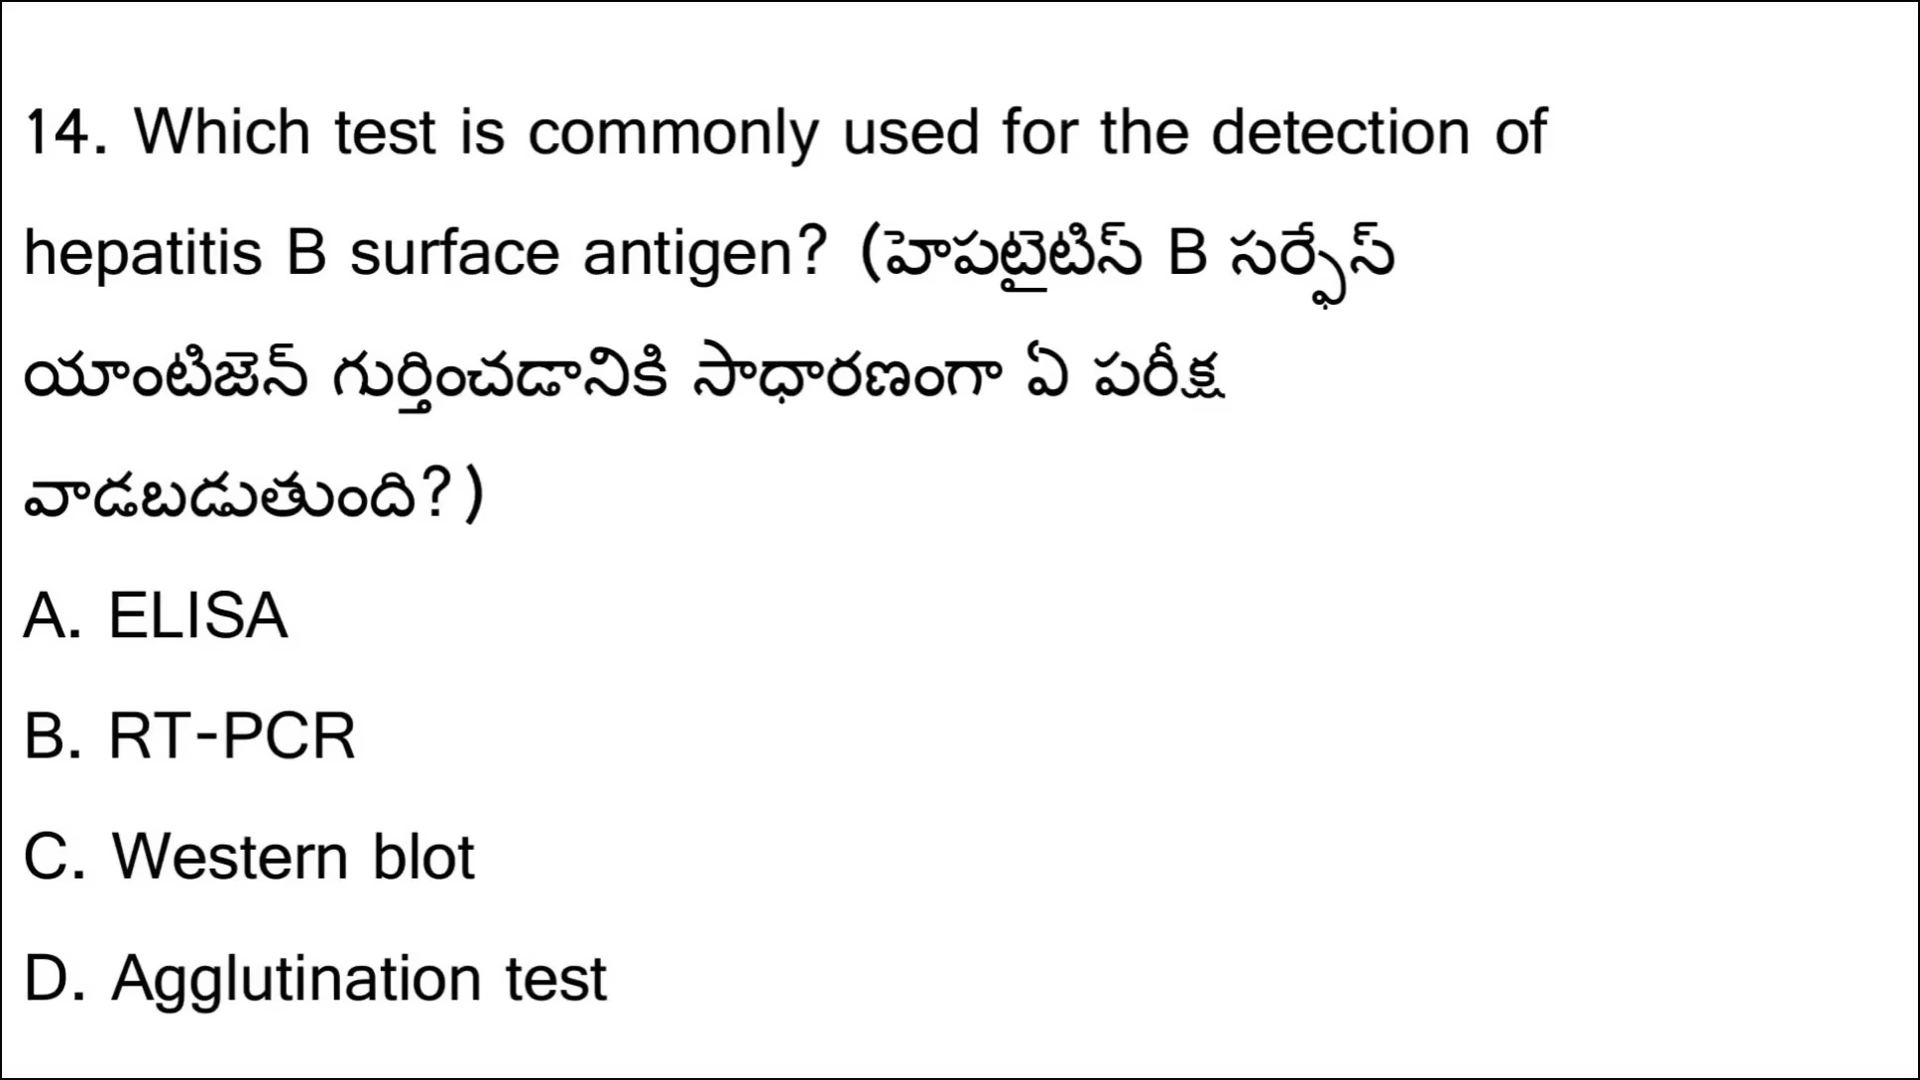 14. Which test is commonly used for the detection of
hepatitis B surface antigen? (హెపటైటిస్ B సర్ఫేస్
యాంటిజెన్ గుర్తించడానికి సాధారణంగా ఏ పరీక్ష
వాడబడుతుంది?)
A. ELISA
B. RT-PCR
C. Western blot
D. Agglutination test